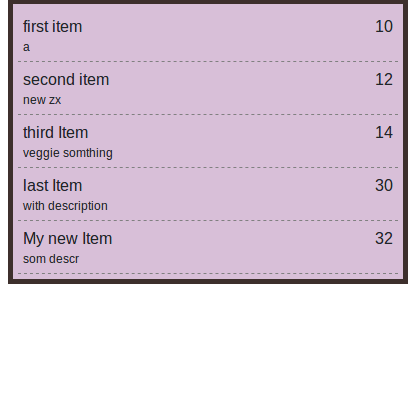 first item 10
a
second item 12
new zx
third Item 14
veggie somthing
last Item 30
with description
My new Item 32
som descr